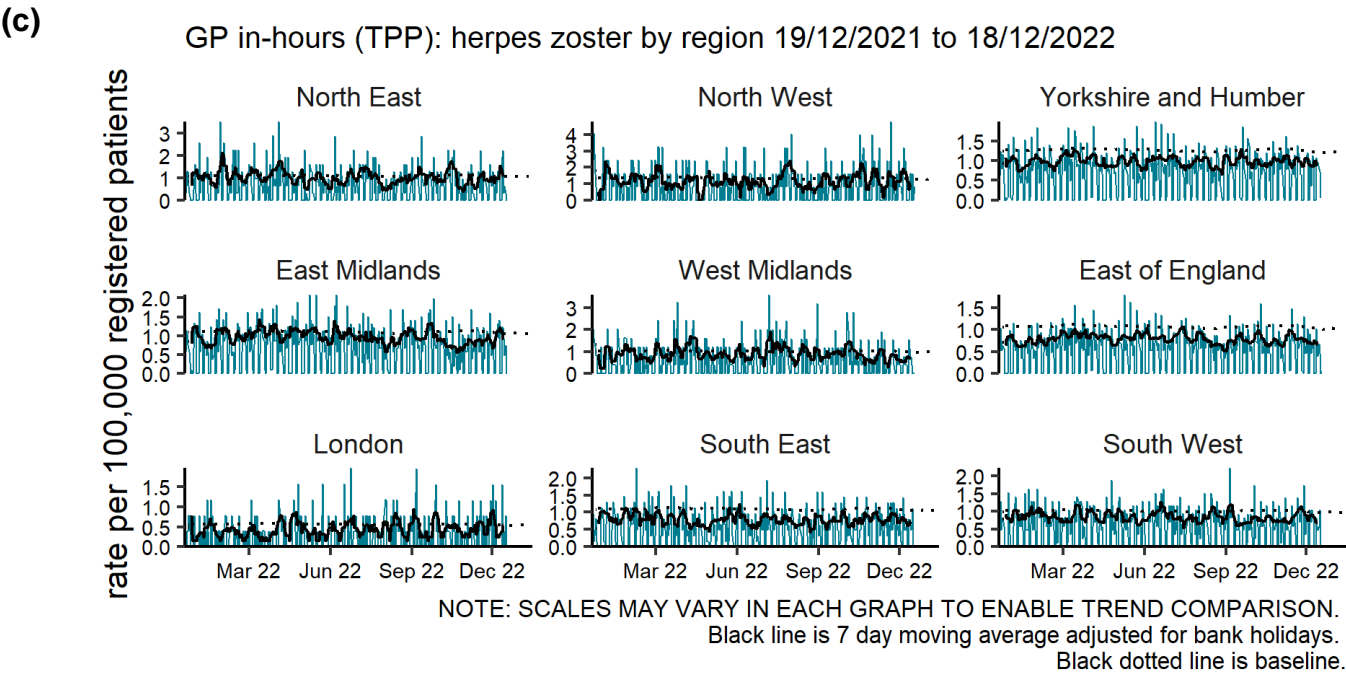 (c)
GP in-hours (TPP): herpes zoster by region 19/12/2021 to 18/12/2022
rate per 100,000 registered patients
North East
3
2
1
0
North West
4
3
2
1
0
Yorkshire and Humber
1.5
1.0
0.5
0.0
East Midlands
2.0
1.5
1.0
0.5
0.0
West Midlands
3
2
1
0
East of England
1.5
1.0
0.5
0.0
London
1.5
1.0
0.5
0.0
Mar 22 Jun 22 Sep 22 Dec 22
South East
2.0
1.5
1.0
0.5
0.0
Mar 22 Jun 22 Sep 22 Dec 22
South West
2.0
1.5
1.0
0.5
0.0
Mar 22 Jun 22 Sep 22 Dec 22
NOTE: SCALES MAY VARY IN EACH GRAPH TO ENABLE TREND COMPARISON.
Black line is 7 day moving average adjusted for bank holidays.
Black dotted line is baseline.